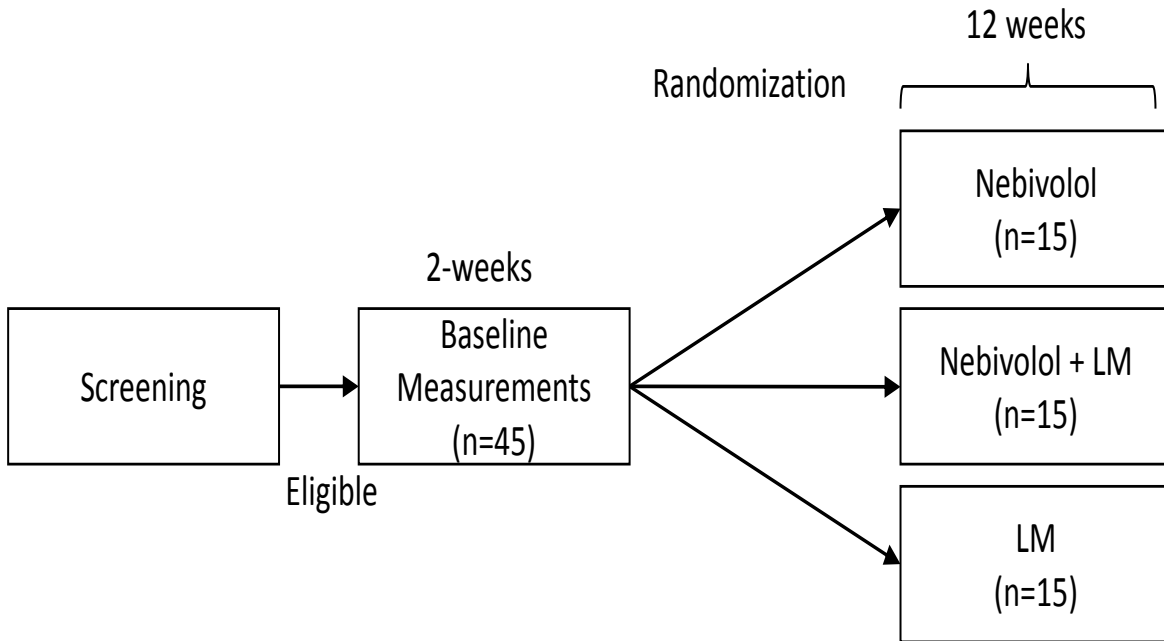 12 weeks
Randomization
Nebivolol
(n=15)
2-weeks
Baseline
Measurements
(n=45)
Screening
Eligible
Nebivolol + LM
(n=15)
LM
(n=15)